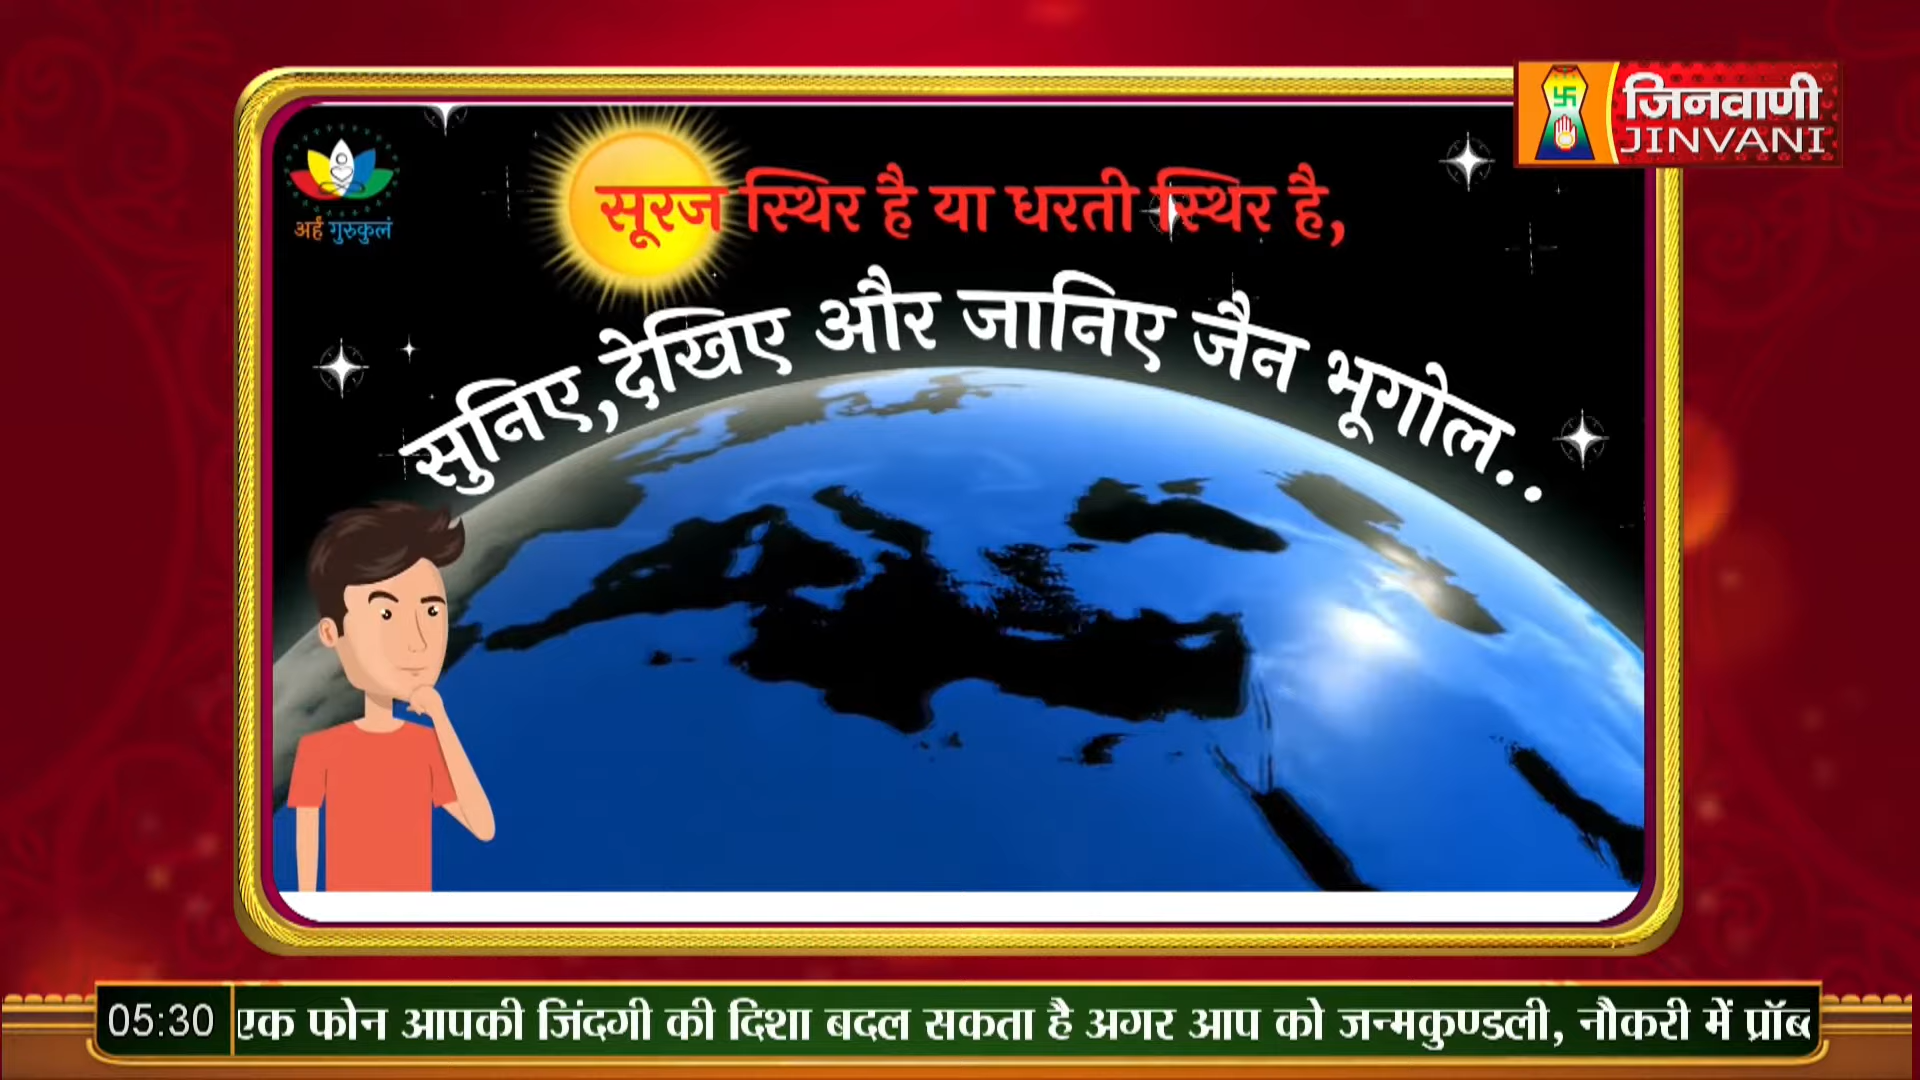 जिनवाणी
JINVANI
अर्हं गुरुकुलं
सूरज स्थिर है या धरती स्थिर है,
सुनिए,देखिए और जानिए जैन भूगोल..
05:30
एक फोन आपकी जिंदगी की दिशा बदल सकता है अगर आप को जन्मकुण्डली, नौकरी में